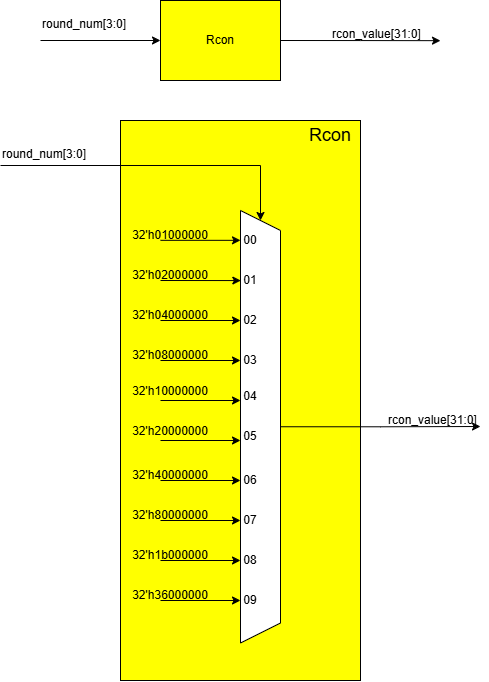 round_num[3:0]
Rcon
rcon_value[31:0]
Rcon
round_num[3:0]
32'h01000000 00
32'h02000000 01
32'h04000000 02
32'h08000000 03
32'h10000000 04
32'h20000000 05
rcon_value[31:0]
32'h40000000 06
32'h80000000 07
32'h1b000000 08
32'h36000000 09